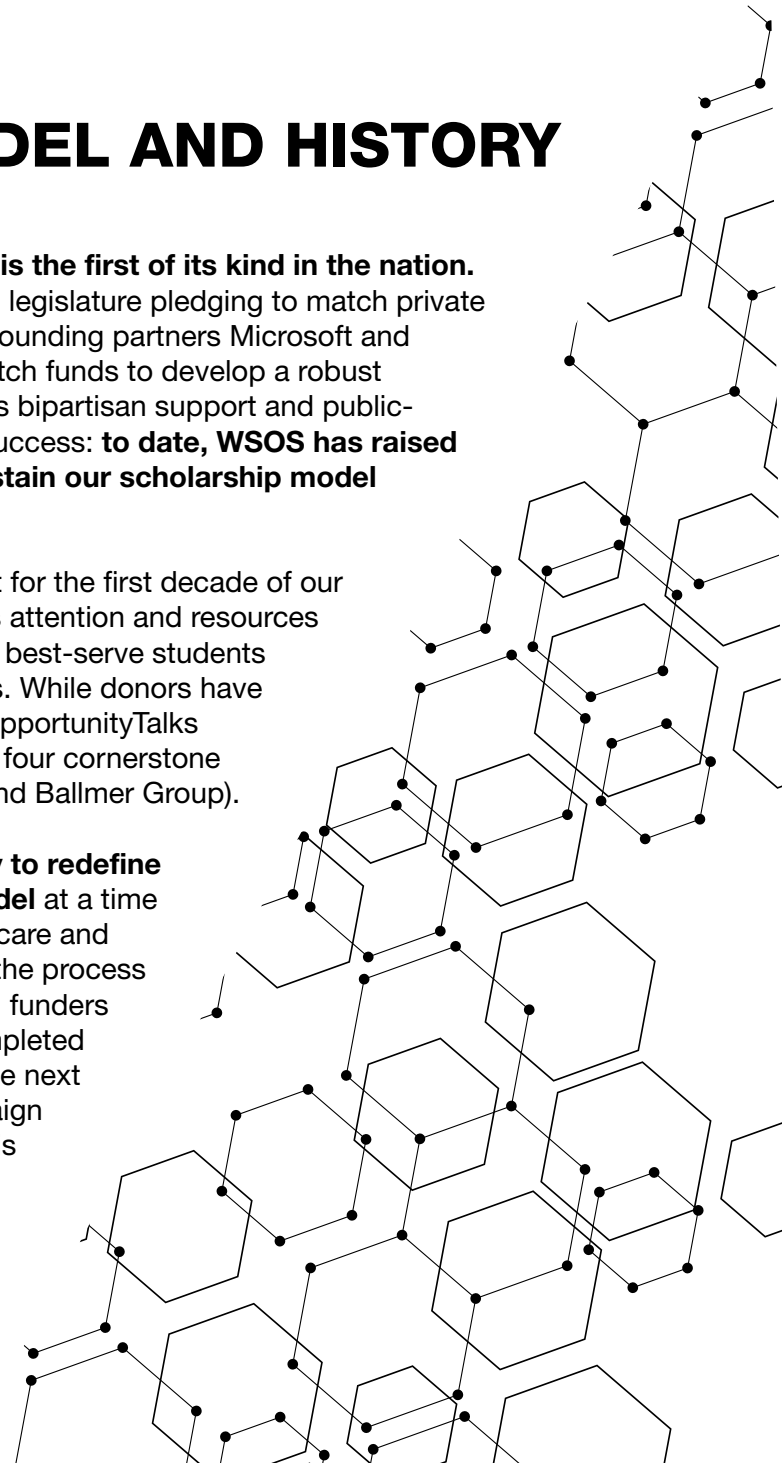 DEL AND HISTORY
is the first of its kind in the nation.
legislature pledging to match private
ounding partners Microsoft and
tch funds to develop a robust
s bipartisan support and public-
uccess: to date, WSOS has raised
stain our scholarship model
t for the first decade of our
attention and resources
best-serve students
s. While donors have
pportunityTalks
four cornerstone
nd Ballmer Group).
to redefine
del at a time
care and
the process
funders
pleted
e next
aign
s